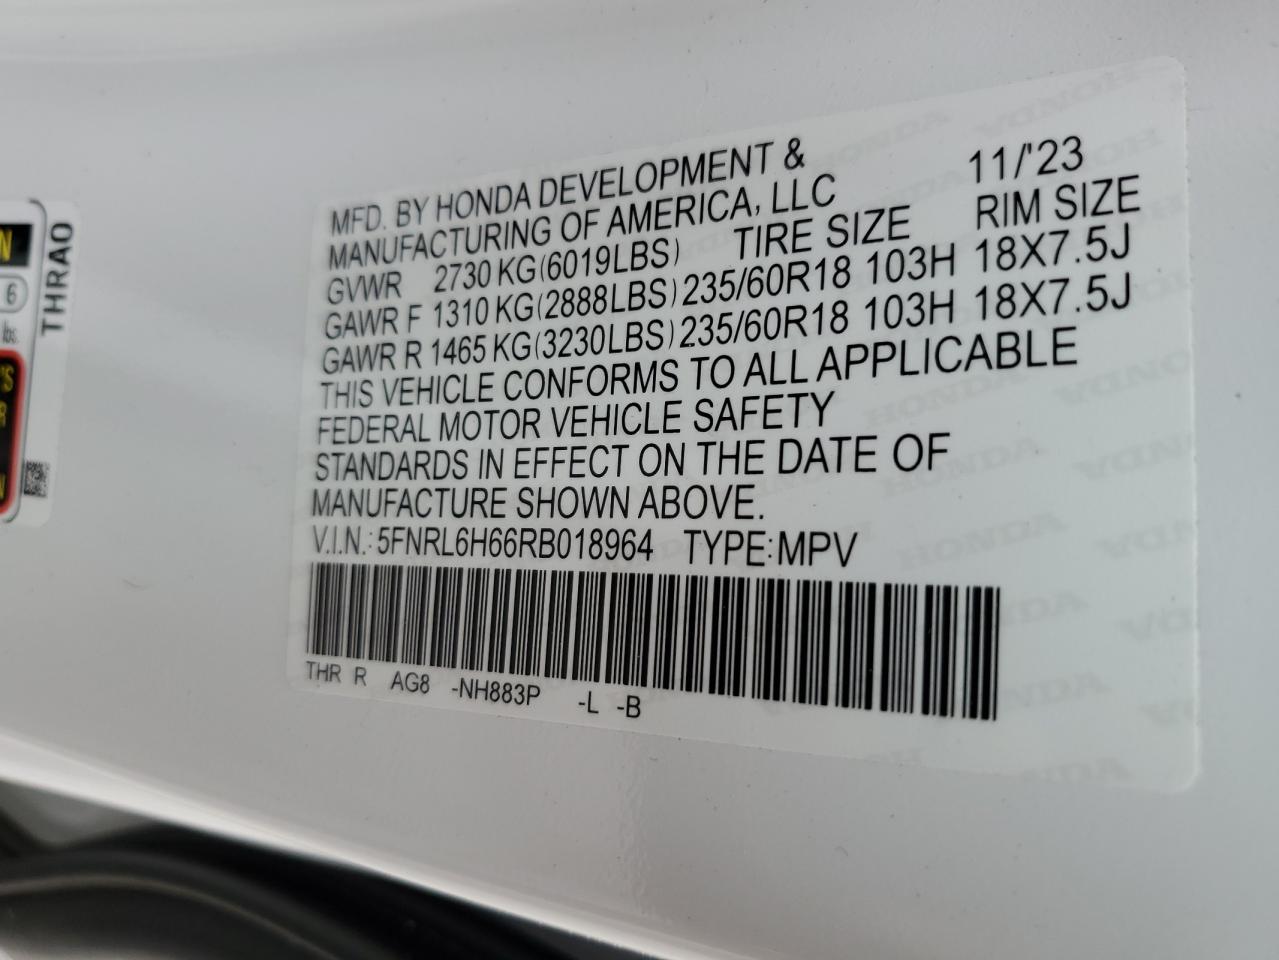 MFD. BY HONDA DEVELOPMENT & 11/'23
MANUFACTURING OF AMERICA, LLC
GVWR 2730 KG(6019LBS) TIRE SIZE RIM SIZE
GAWR F 1310 KG(2888LBS) 235/60R18 103H 18X7.5J
GAWR R 1465 KG(3230LBS) 235/60R18 103H 18X7.5J
THIS VEHICLE CONFORMS TO ALL APPLICABLE
FEDERAL MOTOR VEHICLE SAFETY
STANDARDS IN EFFECT ON THE DATE OF
MANUFACTURE SHOWN ABOVE.
V.I.N.: 5FNRL6H66RB018964 TYPE: MPV
THR R AG8 -NH883P -L -B
THRA0
6
lbs.
HONDA